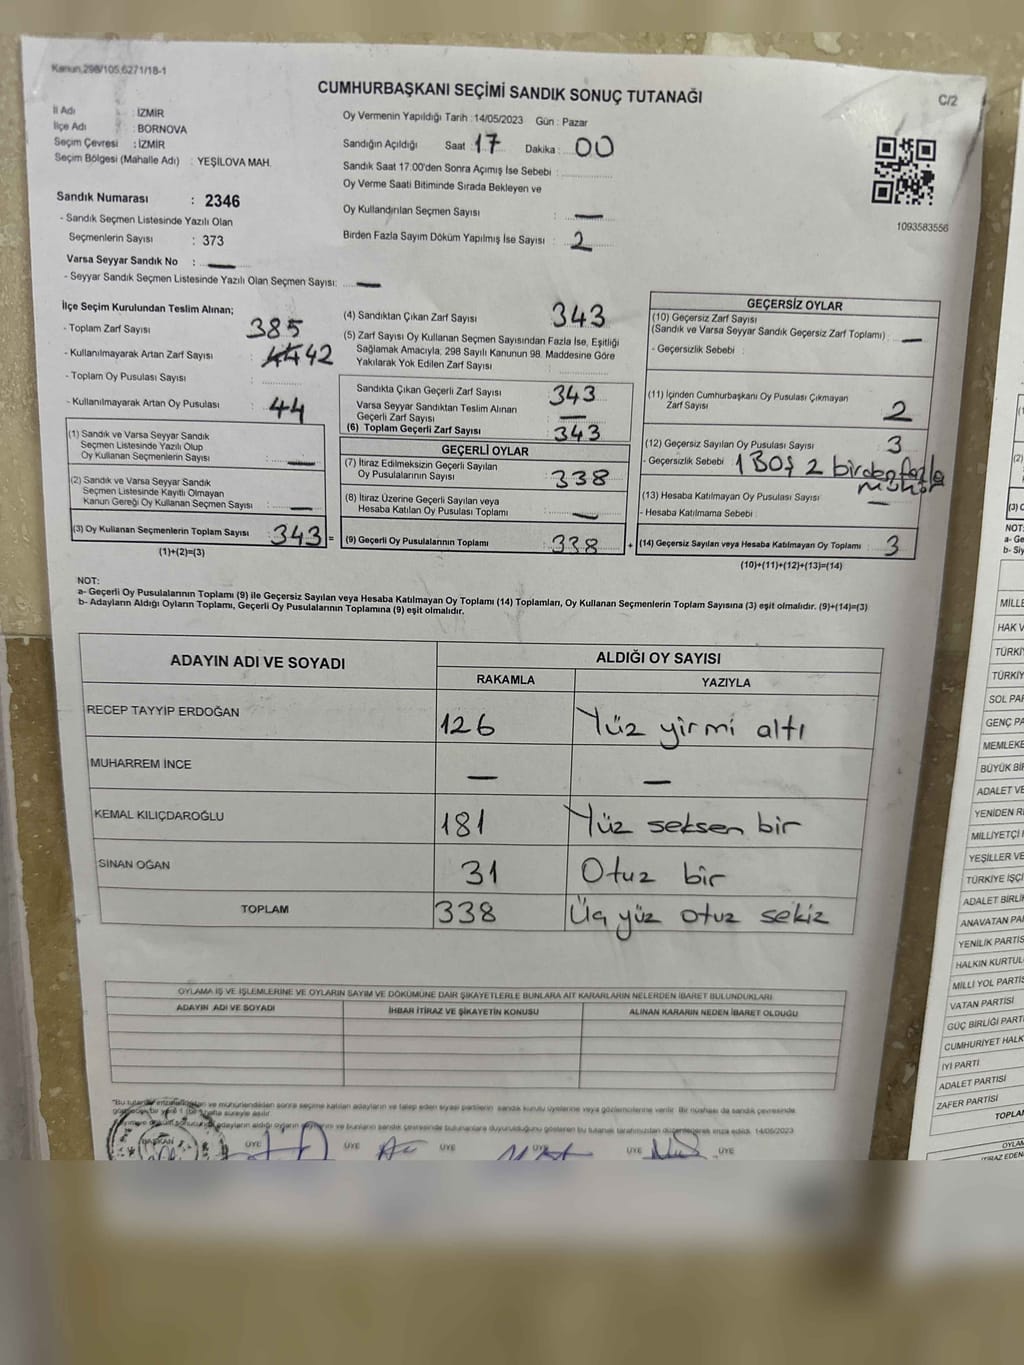 Kanun,298/105,6271/18-1
CUMHURBAŞKANI SEÇİMİ SANDIK SONUÇ TUTANAĞI
C/2
İl Adı : İZMİR
İlçe Adı : BORNOVA
Seçim Çevresi : İZMİR
Seçim Bölgesi (Mahalle Adı) : YEŞİLOVA MAH.
Sandık Numarası : 2346
- Sandık Seçmen Listesinde Yazılı Olan
Seçmenlerin Sayısı : 373
Varsa Seyyar Sandık No : —
- Seyyar Sandık Seçmen Listesinde Yazılı Olan Seçmen Sayısı: —
Oy Vermenin Yapıldığı Tarih :14/05/2023 Gün : Pazar
Sandığın Açıldığı Saat : 17 Dakika : 00
Sandık Saat 17:00'den Sonra Açımış İse Sebebi :
Oy Verme Saati Bitiminde Sırada Bekleyen ve
Oy Kullandırılan Seçmen Sayısı : —
Birden Fazla Sayım Döküm Yapılmış İse Sayısı : 2
1093583556
İlçe Seçim Kurulundan Teslim Alınan;
- Toplam Zarf Sayısı : 385
- Kullanılmayarak Artan Zarf Sayısı : 42
- Toplam Oy Pusulası Sayısı :
- Kullanılmayarak Artan Oy Pusulası : 44
(1) Sandık ve Varsa Seyyar Sandık
Seçmen Listesinde Yazılı Olup
Oy Kullanan Seçmenlerin Sayısı : —
(2) Sandık ve Varsa Seyyar Sandık
Seçmen Listesinde Kayıtlı Olmayan
Kanun Gereği Oy Kullanan Seçmen Sayısı : —
(3) Oy Kullanan Seçmenlerin Toplam Sayısı : 343 =
(1)+(2)=(3)
(4) Sandıktan Çıkan Zarf Sayısı : 343
(5) Zarf Sayısı Oy Kullanan Seçmen Sayısından Fazla İse, Eşitliği
Sağlamak Amacıyla, 298 Sayılı Kanunun 98. Maddesine Göre
Yakılarak Yok Edilen Zarf Sayısı :
Sandıkta Çıkan Geçerli Zarf Sayısı : 343
Varsa Seyyar Sandıktan Teslim Alınan
Geçerli Zarf Sayısı : —
(6) Toplam Geçerli Zarf Sayısı : 343
GEÇERLİ OYLAR
(7) İtiraz Edilmeksizin Geçerli Sayılan
Oy Pusulalarının Sayısı : 338
(8) İtiraz Üzerine Geçerli Sayılan veya
Hesaba Katılan Oy Pusulası Toplamı : —
(9) Geçerli Oy Pusulalarının Toplamı : 338 +
GEÇERSİZ OYLAR
(10) Geçersiz Zarf Sayısı
(Sandık ve Varsa Seyyar Sandık Geçersiz Zarf Toplamı) : —
- Geçersizlik Sebebi :
(11) İçinden Cumhurbaşkanı Oy Pusulası Çıkmayan
Zarf Sayısı : 2
(12) Geçersiz Sayılan Oy Pusulası Sayısı : 3
- Geçersizlik Sebebi : 1 BOŞ 2 birden fazla
mühür
(13) Hesaba Katılmayan Oy Pusulası Sayısı : —
- Hesaba Katılmama Sebebi :
(14) Geçersiz Sayılan veya Hesaba Katılmayan Oy Toplamı : 3
(10)+(11)+(12)+(13)=(14)
NOT:
a- Geçerli Oy Pusulalarının Toplamı (9) ile Geçersiz Sayılan veya Hesaba Katılmayan Oy Toplamı (14) Toplamları, Oy Kullanan Seçmenlerin Toplam Sayısına (3) eşit olmalıdır. (9)+(14)=(3)
b- Adayların Aldığı Oyların Toplamı, Geçerli Oy Pusulalarının Toplamına (9) eşit olmalıdır.
ADAYIN ADI VE SOYADI
ALDIĞI OY SAYISI
RAKAMLA YAZIYLA
RECEP TAYYİP ERDOĞAN 126 Yüz yirmi altı
MUHARREM İNCE — —
KEMAL KILIÇDAROĞLU 181 Yüz seksen bir
SİNAN OĞAN 31 Otuz bir
TOPLAM 338 Üç yüz otuz sekiz
OYLAMA İŞ VE İŞLEMLERİNE VE OYLARIN SAYIM VE DÖKÜMÜNE DAİR ŞİKAYETLERLE BUNLARA AİT KARARLARIN NELERDEN İBARET BULUNDUKLARI
ADAYIN ADI VE SOYADI İHBAR İTİRAZ VE ŞİKAYETİN KONUSU ALINAN KARARIN NEDEN İBARET OLDUĞU
BAŞKAN ÜYE ÜYE ÜYE ÜYE ÜYE ÜYE
MİLLE
HAK V
TÜRKİY
TÜRKİY
SOL PAR
GENÇ PA
MEMLEKE
BÜYÜK BİR
ADALET VE
YENİDEN RE
MİLLİYETÇİ H
YEŞİLLER VE
TÜRKİYE İŞÇİ
ADALET BİRLİK
ANAVATAN PA
YENİLİK PARTİS
HALKIN KURTUL
MİLLİ YOL PARTİS
VATAN PARTİSİ
GÜÇ BİRLİĞİ PARTİ
CUMHURİYET HALK
İYİ PARTİ
ADALET PARTİSİ
ZAFER PARTİSİ
TOPLAM